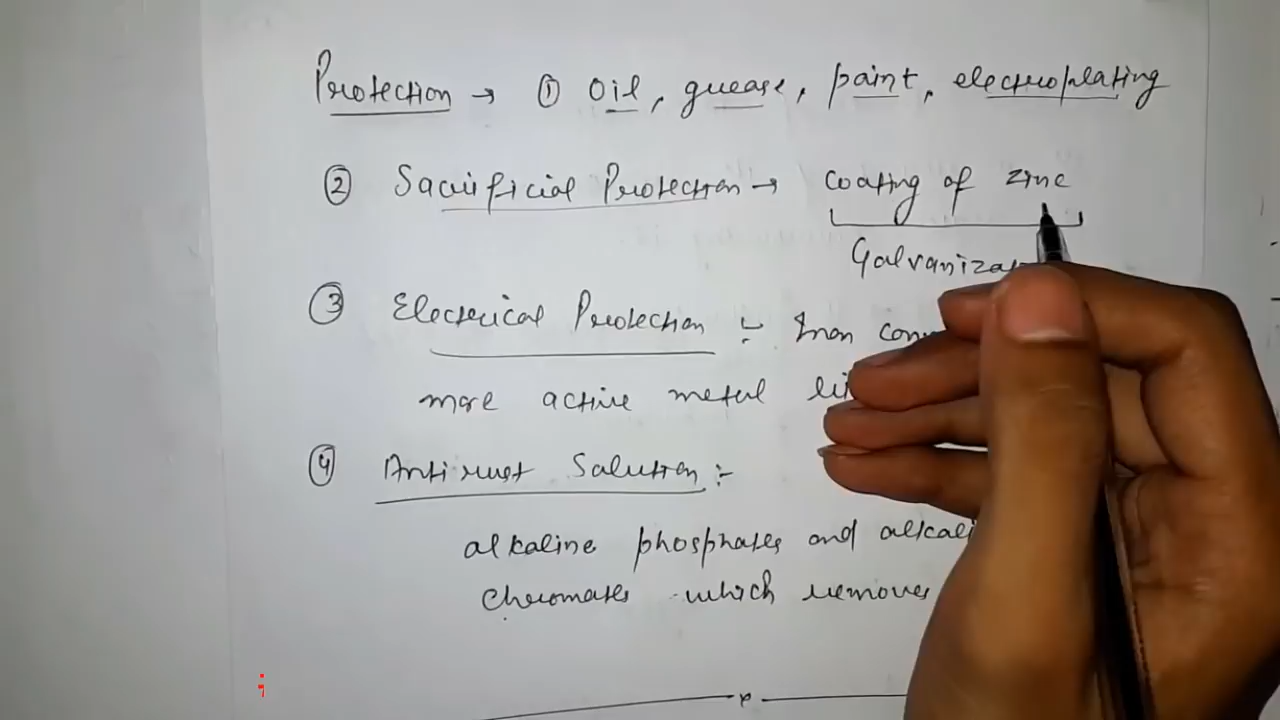 Protection → ① Oil, grease, paint, electroplating
② Sacrificial Protection → Coating of zinc
Galvaniza
③ Electrical Protection :- Iron con
more active metal li
④ Antirust Solution :-
alkaline phosphates and alkali
chromates which removes